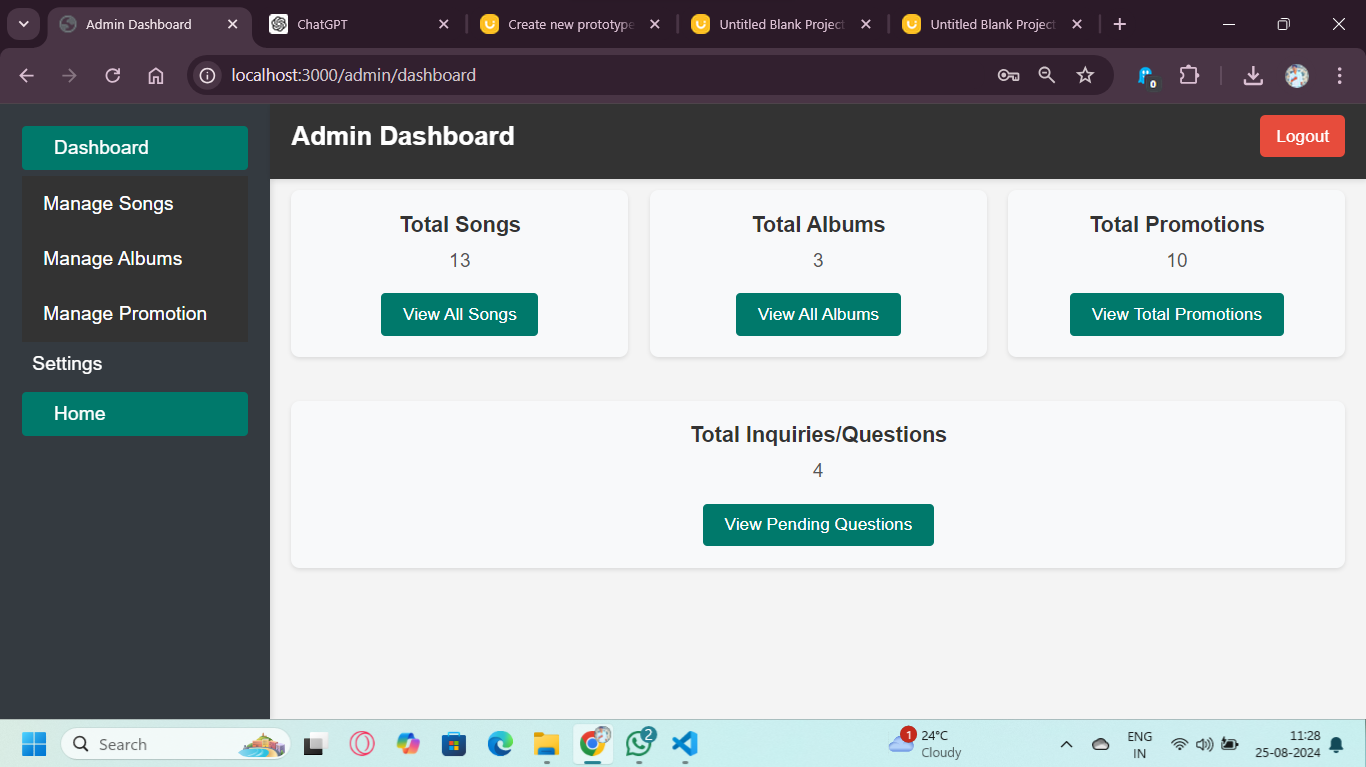 Admin Dashboard
ChatGPT
Create new prototype
Untitled Blank Project
Untitled Blank Project
localhost:3000/admin/dashboard
0
Dashboard
Manage Songs
Manage Albums
Manage Promotion
Settings
Home
Admin Dashboard
Logout
Total Songs
13
View All Songs
Total Albums
3
View All Albums
Total Promotions
10
View Total Promotions
Total Inquiries/Questions
4
View Pending Questions
Search
2
1
24°C
Cloudy
ENG
IN
11:28
25-08-2024